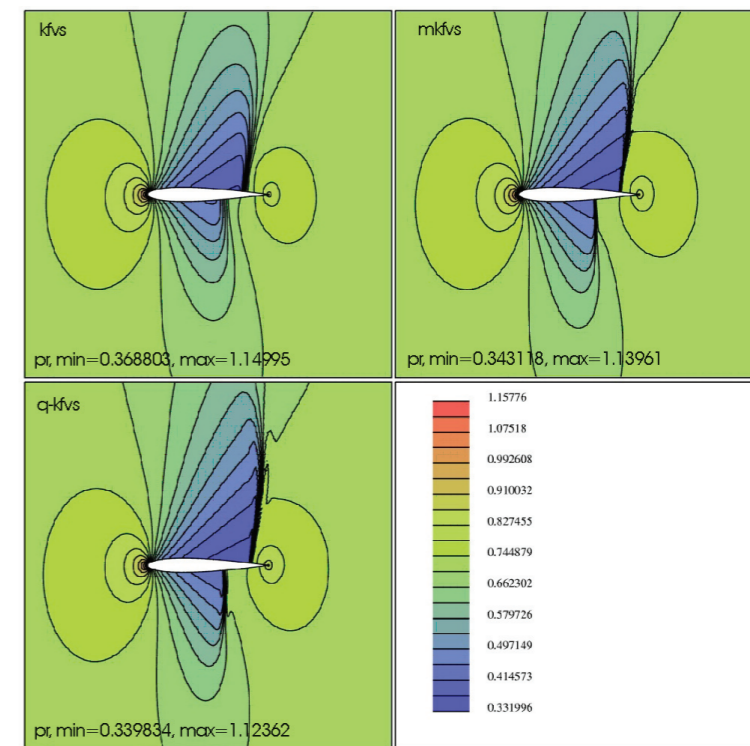 kfvs
mkfvs
pr, min=0.368803, max=1.14995
pr, min=0.343118, max=1.13961
q-kfvs
pr, min=0.339834, max=1.12362
1.15776
1.07518
0.992608
0.910032
0.827455
0.744879
0.662302
0.579726
0.497149
0.414573
0.331996